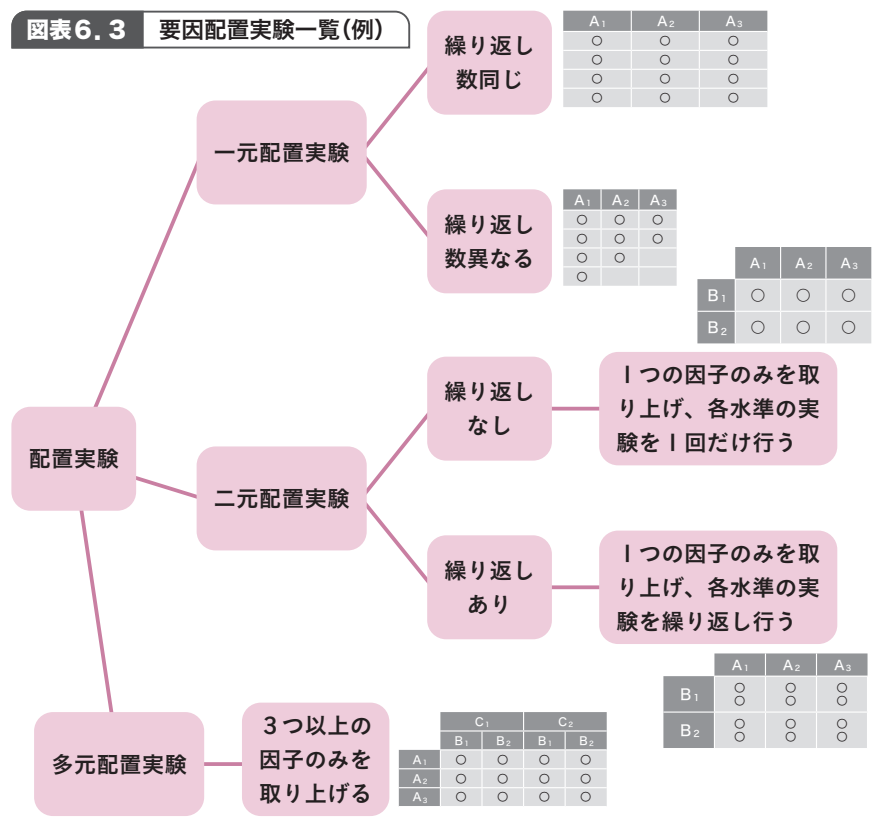 図表6.3 要因配置実験一覧(例)
繰り返し
数同じ
A1 A2 A3
○ ○ ○
○ ○ ○
○ ○ ○
○ ○ ○
一元配置実験
繰り返し
数異なる
A1 A2 A3
○ ○ ○
○ ○ ○
○ ○
○
A1 A2 A3
B1 ○ ○ ○
B2 ○ ○ ○
配置実験
二元配置実験
繰り返し
なし
1つの因子のみを取
り上げ、各水準の実
験を1回だけ行う
繰り返し
あり
1つの因子のみを取
り上げ、各水準の実
験を繰り返し行う
A1 A2 A3
B1 ○ ○ ○
○ ○ ○
B2 ○ ○ ○
○ ○ ○
多元配置実験
3つ以上の
因子のみを
取り上げる
C1 C2
B1 B2 B1 B2
A1 ○ ○ ○ ○
A2 ○ ○ ○ ○
A3 ○ ○ ○ ○